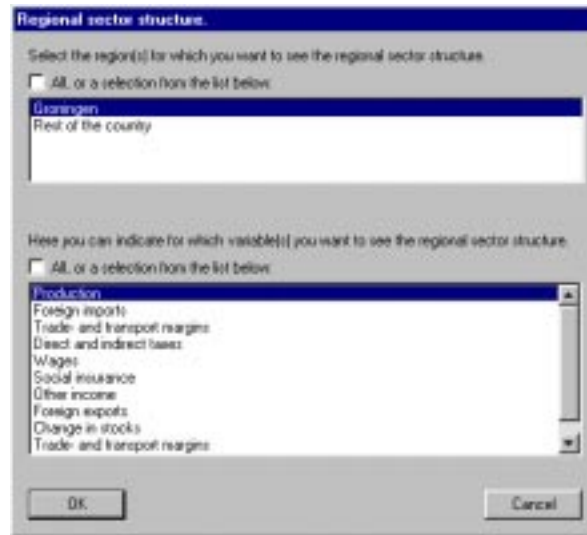 Regional sector structure.
Select the region(s) for which you want to see the regional sector structure.
All, or a selection from the list below:
Groningen
Rest of the country
Here you can indicate for which variable(s) you want to see the regional sector structure.
All, or a selection from the list below:
Production
Foreign imports
Trade- and transport margins
Direct and indirect taxes
Wages
Social insurance
Other income
Foreign exports
Change in stocks
Trade- and transport margins
OK
Cancel